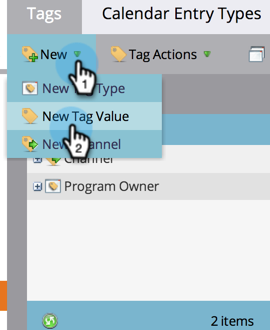 Tags Calendar Entry Types
New Tag Actions
1
New Type
New Tag Value
2
New Channel
Channel
Program Owner
2 items